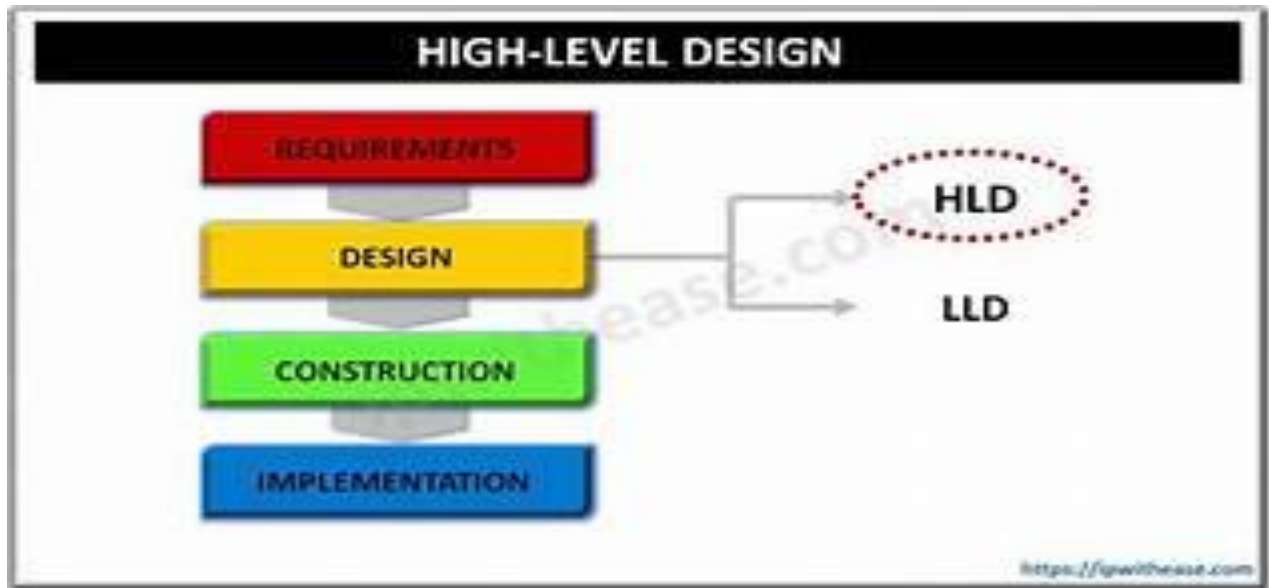 HIGH-LEVEL DESIGN
REQUIREMENTS
HLD
DESIGN
LLD
CONSTRUCTION
IMPLEMENTATION
https://ipwithease.com